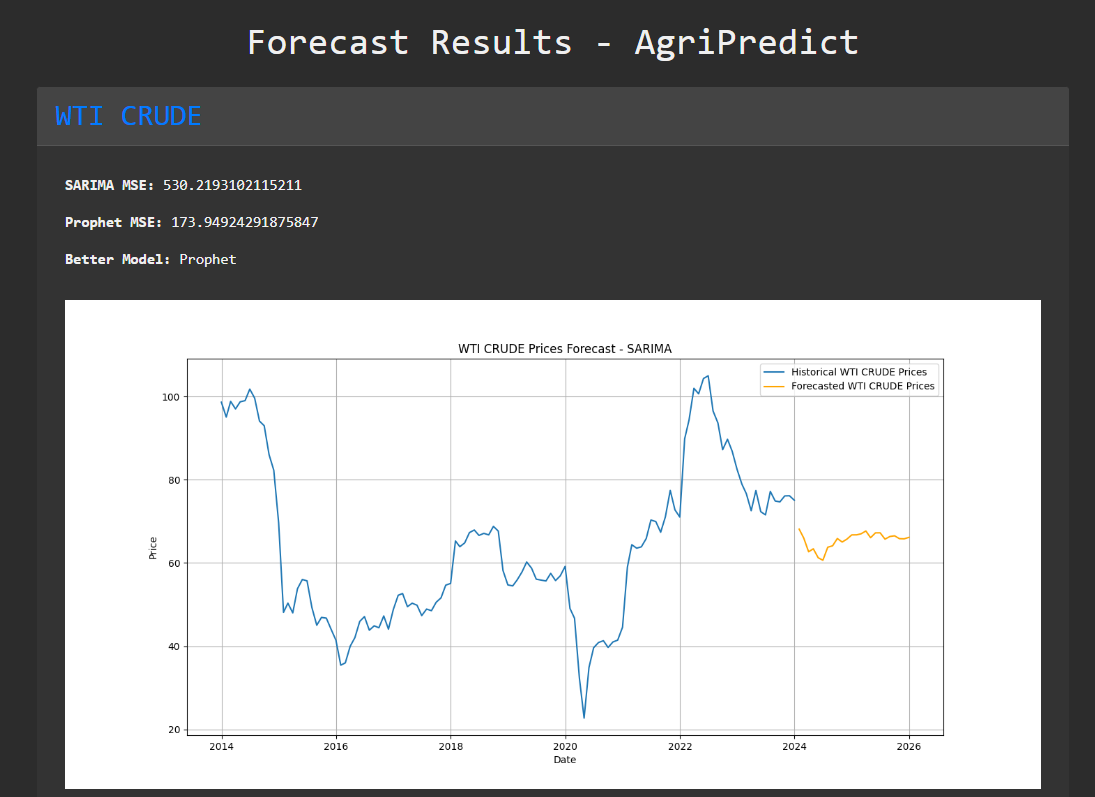 Forecast Results - AgriPredict
WTI CRUDE
SARIMA MSE: 530.2193102115211
Prophet MSE: 173.94924291875847
Better Model: Prophet
WTI CRUDE Prices Forecast - SARIMA
Historical WTI CRUDE Prices
Forecasted WTI CRUDE Prices
100
80
60
40
20
Price
2014 2016 2018 2020 2022 2024 2026
Date